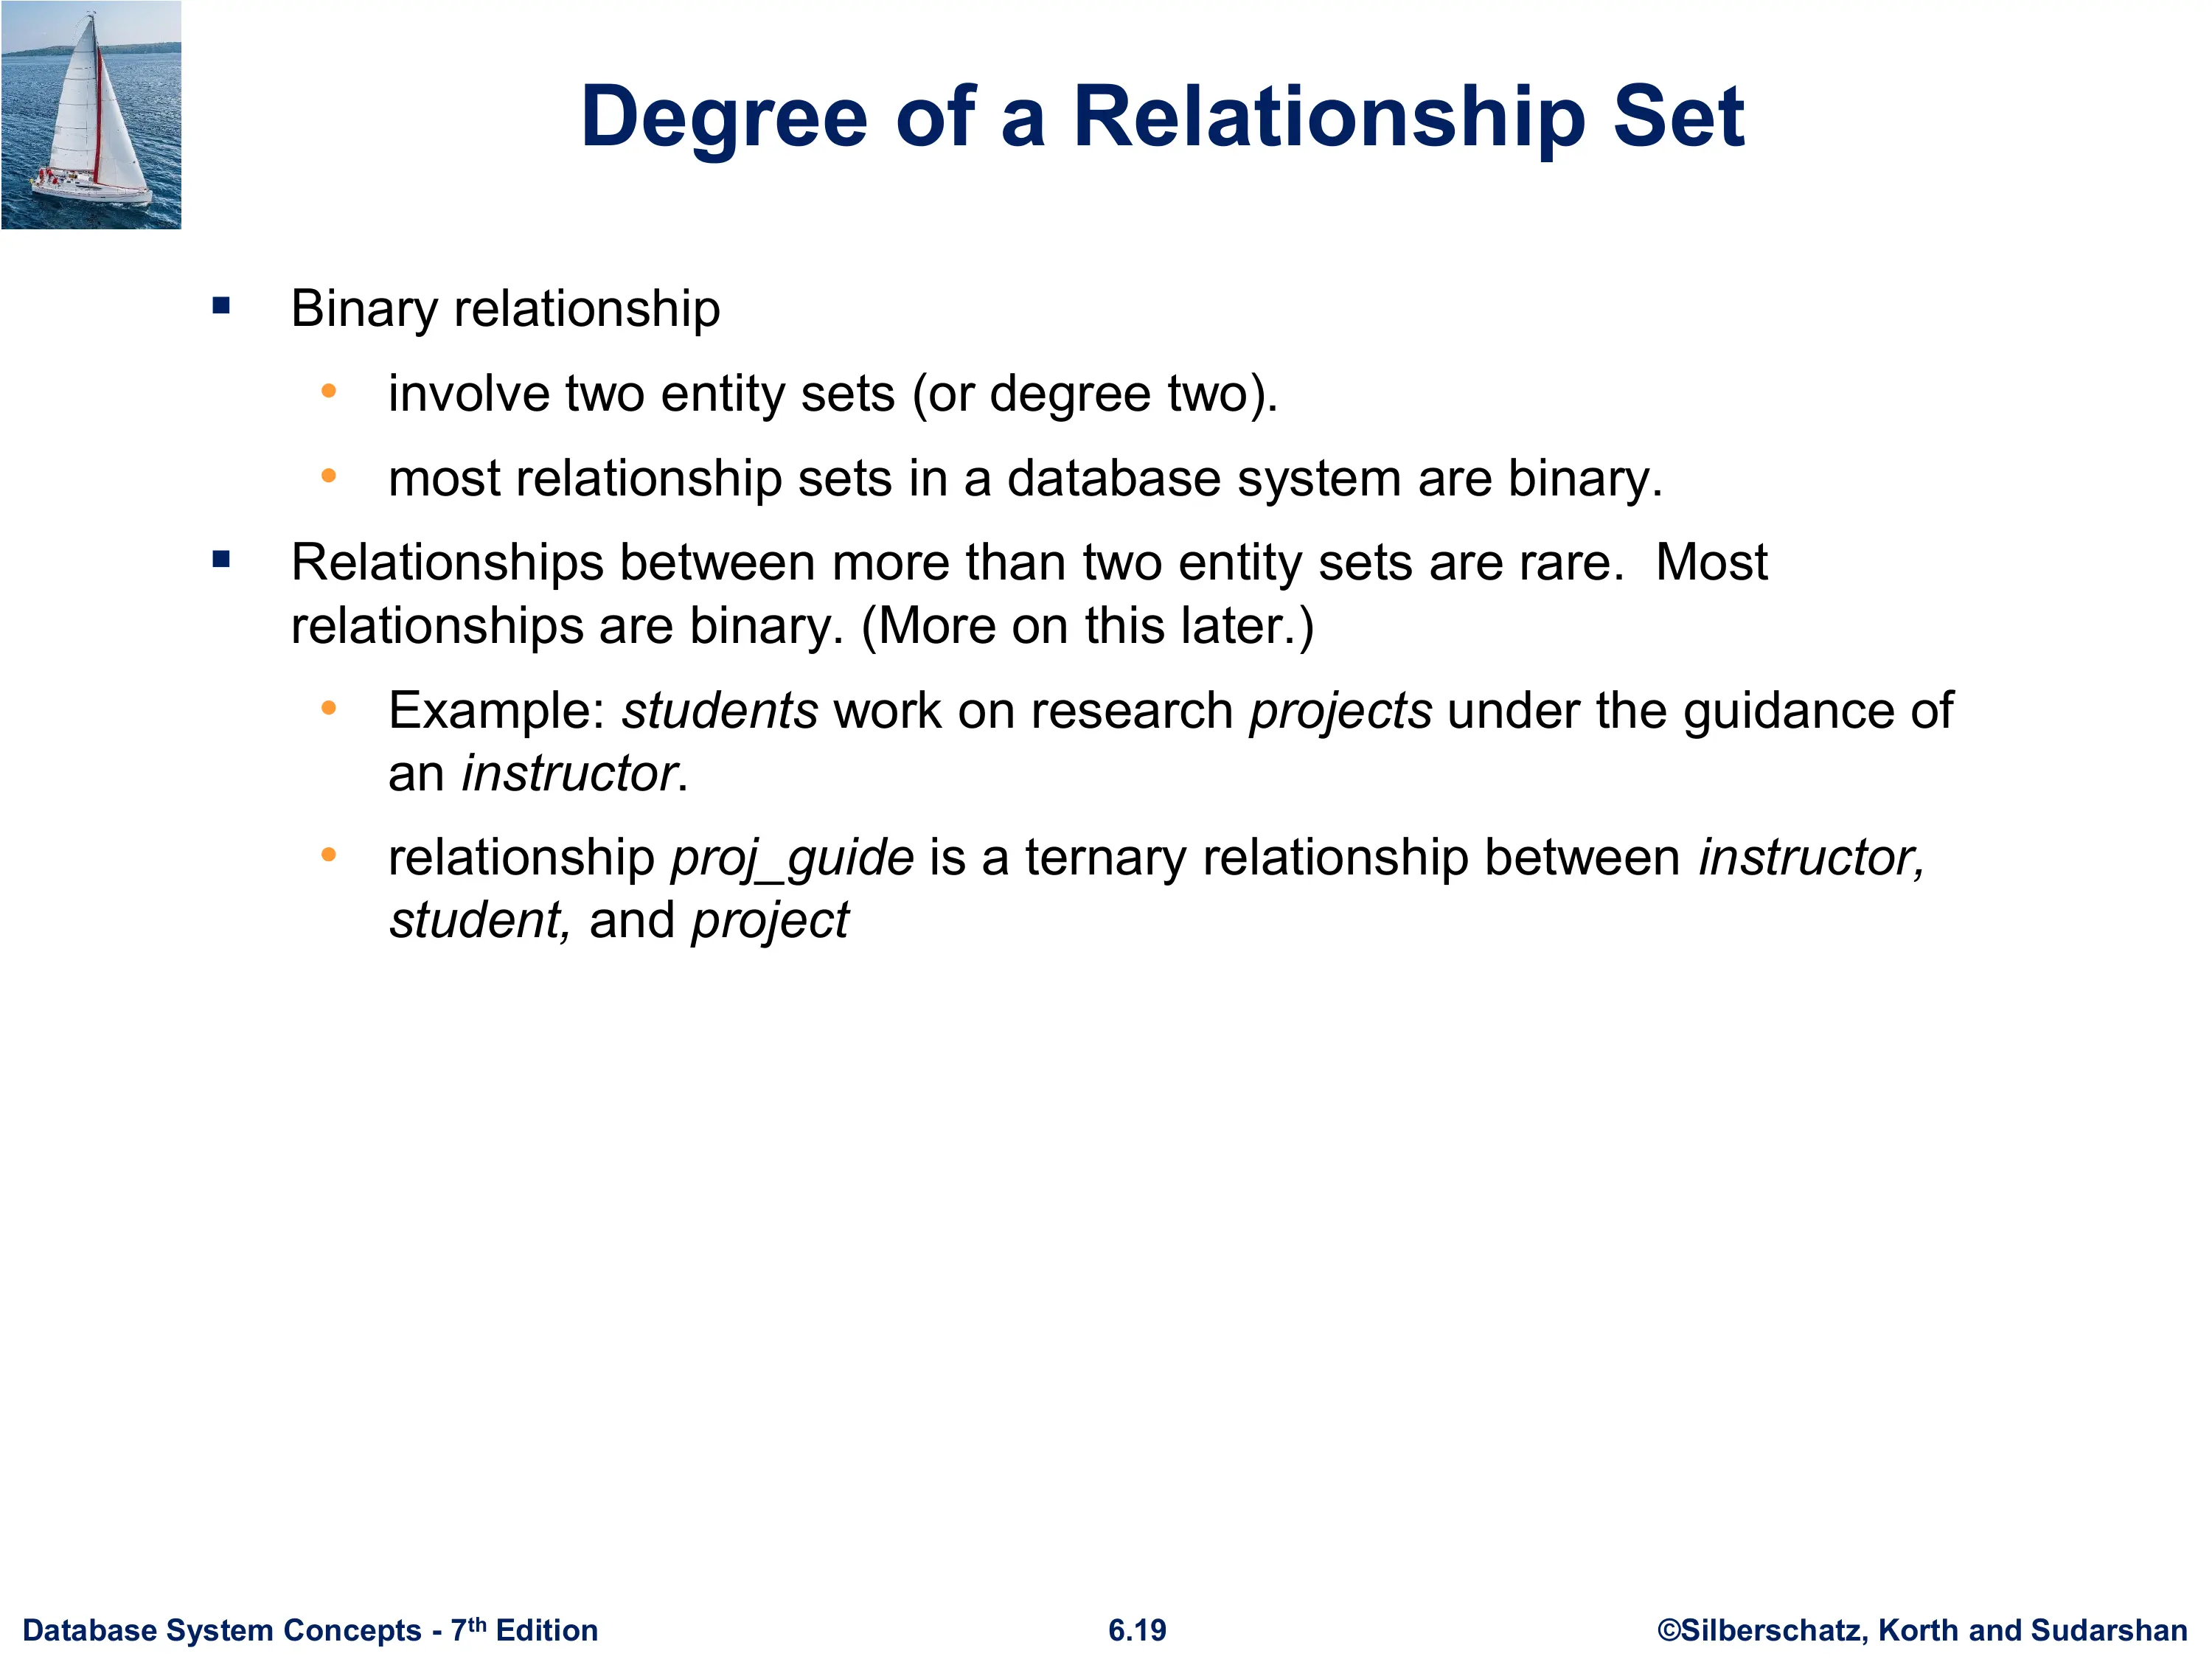 Degree of a Relationship Set
▪ Binary relationship
• involve two entity sets (or degree two).
• most relationship sets in a database system are binary.
▪ Relationships between more than two entity sets are rare.  Most
relationships are binary. (More on this later.)
• Example: students work on research projects under the guidance of
an instructor.
• relationship proj_guide is a ternary relationship between instructor,
student, and project
Database System Concepts - 7th Edition
6.19
©Silberschatz, Korth and Sudarshan